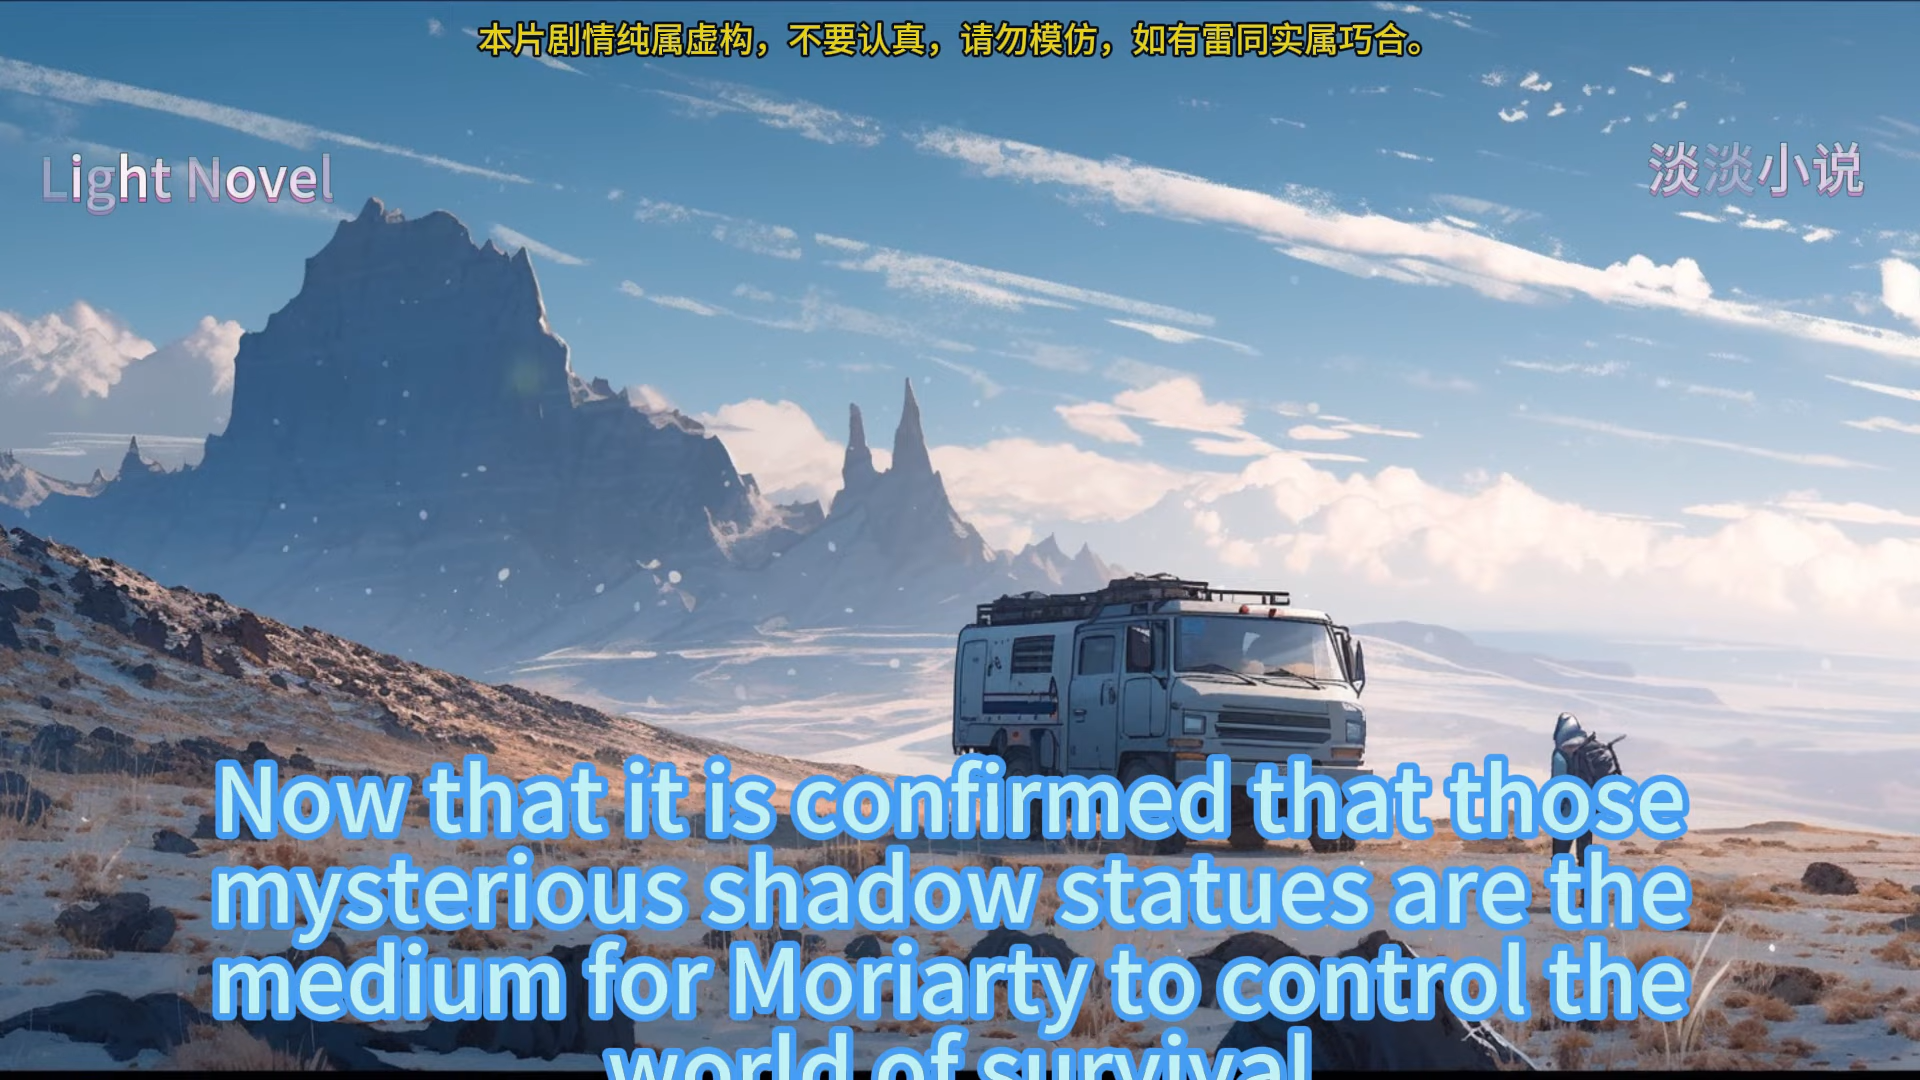 本片剧情纯属虚构，不要认真，请勿模仿，如有雷同实属巧合。
Light Novel
淡淡小说
Now that it is confirmed that those
mysterious shadow statues are the
medium for Moriarty to control the
world of survival